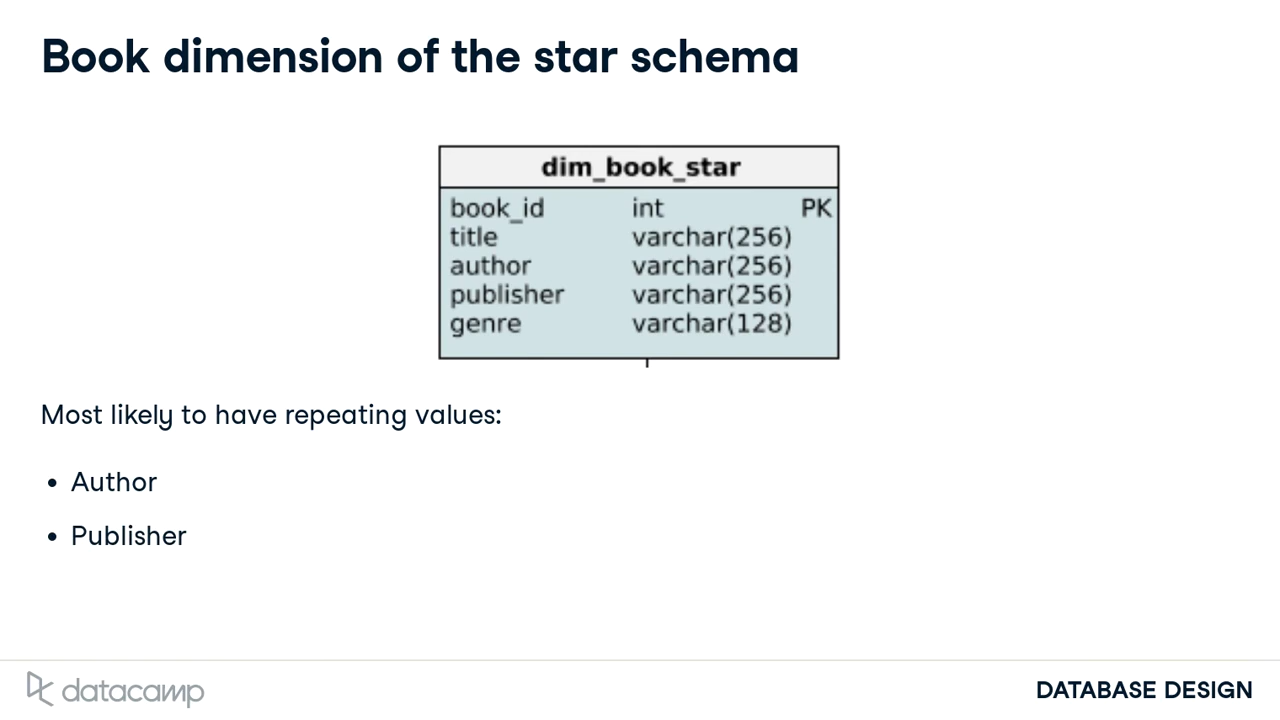 Book dimension of the star schema
dim_book_star
book_id int PK
title varchar(256)
author varchar(256)
publisher varchar(256)
genre varchar(128)
Most likely to have repeating values:
• Author
• Publisher
datacamp
DATABASE DESIGN